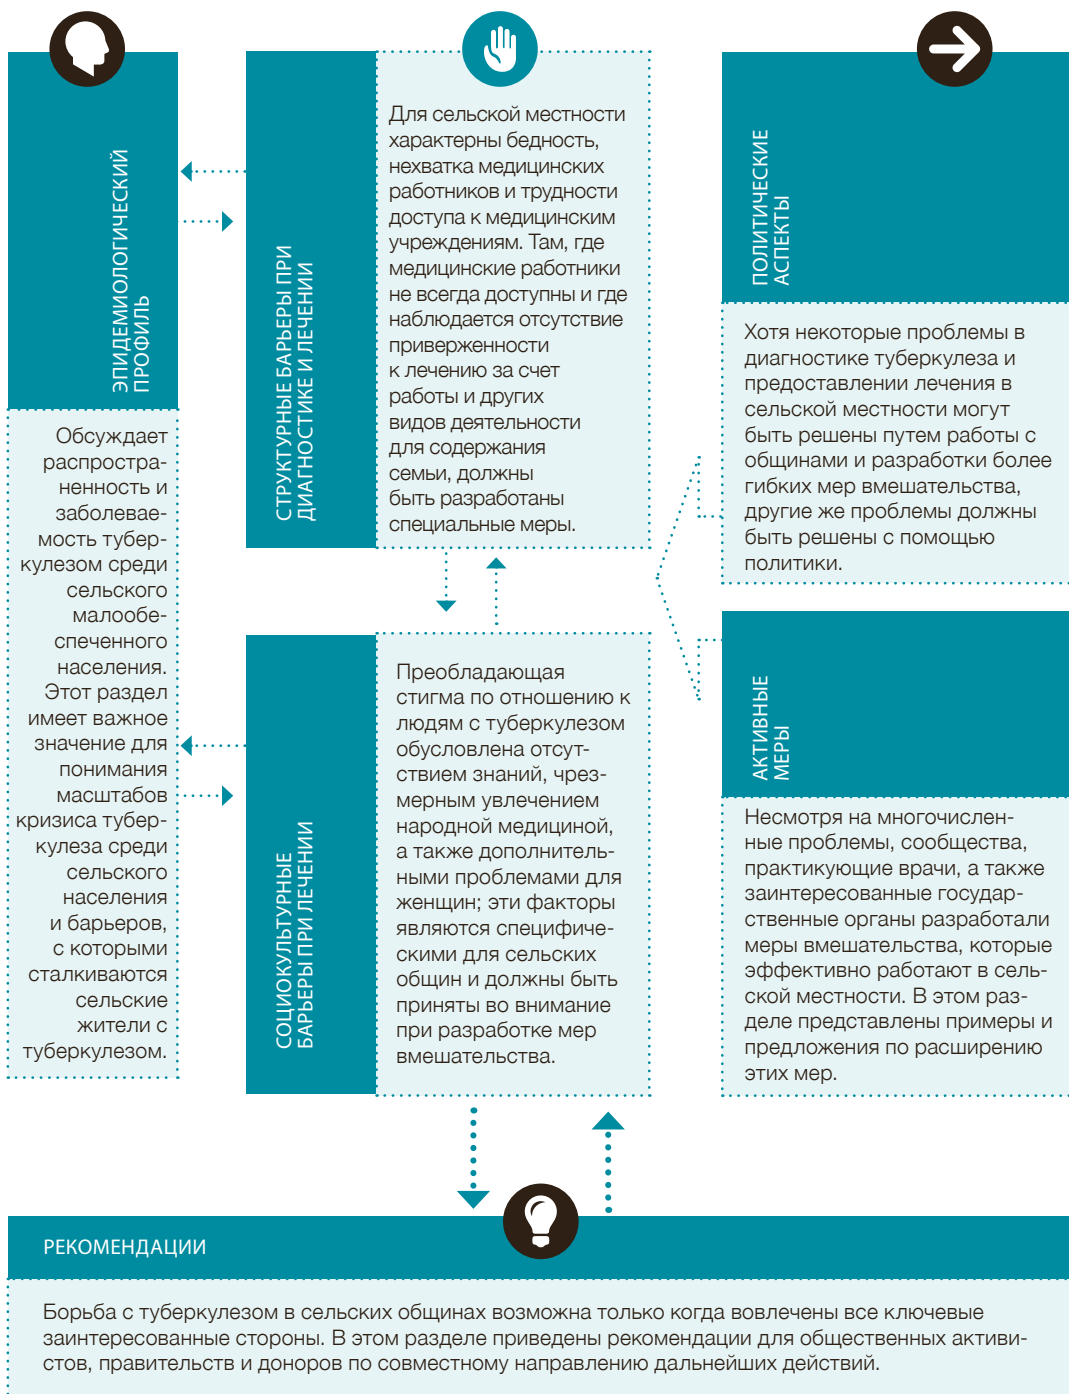 ЭПИДЕМИОЛОГИЧЕСКИЙ
ПРОФИЛЬ
Обсуждает
распростра-
ненность и
заболевае-
мость тубер-
кулезом среди
сельского
малообе-
спеченного
населения.
Этот раздел
имеет важное
значение для
понимания
масштабов
кризиса тубер-
кулеза среди
сельского
населения
и барьеров,
с которыми
сталкиваются
сельские
жители с
туберкулезом.
СТРУКТУРНЫЕ БАРЬЕРЫ ПРИ
ДИАГНОСТИКЕ И ЛЕЧЕНИИ
Для сельской местности
характерны бедность,
нехватка медицинских
работников и трудности
доступа к медицинским
учреждениям. Там, где
медицинские работники
не всегда доступны и где
наблюдается отсутствие
приверженности
к лечению за счет
работы и других
видов деятельности
для содержания
семьи, должны
быть разработаны
специальные меры.
СОЦИОКУЛЬТУРНЫЕ
БАРЬЕРЫ ПРИ ЛЕЧЕНИИ
Преобладающая
стигма по отношению к
людям с туберкулезом
обусловлена отсут-
ствием знаний, чрез-
мерным увлечением
народной медициной,
а также дополнитель-
ными проблемами для
женщин; эти факторы
являются специфиче-
скими для сельских
общин и должны быть
приняты во внимание
при разработке мер
вмешательства.
ПОЛИТИЧЕСКИЕ
АСПЕКТЫ
Хотя некоторые проблемы в
диагностике туберкулеза и
предоставлении лечения в
сельской местности могут
быть решены путем работы с
общинами и разработки более
гибких мер вмешательства,
другие же проблемы должны
быть решены с помощью
политики.
АКТИВНЫЕ
МЕРЫ
Несмотря на многочислен-
ные проблемы, сообщества,
практикующие врачи, а также
заинтересованные государ-
ственные органы разработали
меры вмешательства, которые
эффективно работают в сель-
ской местности. В этом раз-
деле представлены примеры и
предложения по расширению
этих мер.
РЕКОМЕНДАЦИИ
Борьба с туберкулезом в сельских общинах возможна только когда вовлечены все ключевые
заинтересованные стороны. В этом разделе приведены рекомендации для общественных активи-
стов, правительств и доноров по совместному направлению дальнейших действий.